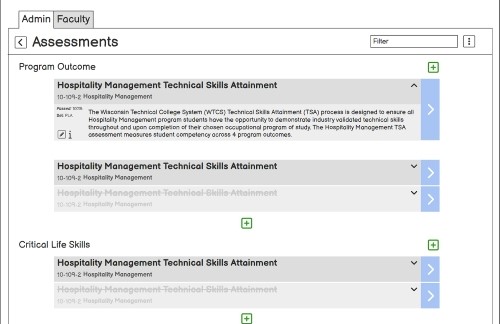 Admin Faculty
Assessments
Filter
Program Outcome
Hospitality Management Technical Skills Attainment
10-109-2 Hospitality Management
The Wisconsin Technical College System (WTCS) Technical Skills Attainment (TSA) process is designed to ensure all
Hospitality Management program students have the opportunity to demonstrate industry validated technical skills
throughout and upon completion of their chosen occupational program of study. The Hospitality Management TSA
assessment measures student competency across 4 program outcomes.
Hospitality Management Technical Skills Attainment
10-109-2 Hospitality Management
Hospitality Management Technical Skills Attainment
10-109-2 Hospitality Management
Critical Life Skills
Hospitality Management Technical Skills Attainment
10-109-2 Hospitality Management
Hospitality Management Technical Skills Attainment
10-109-2 Hospitality Management